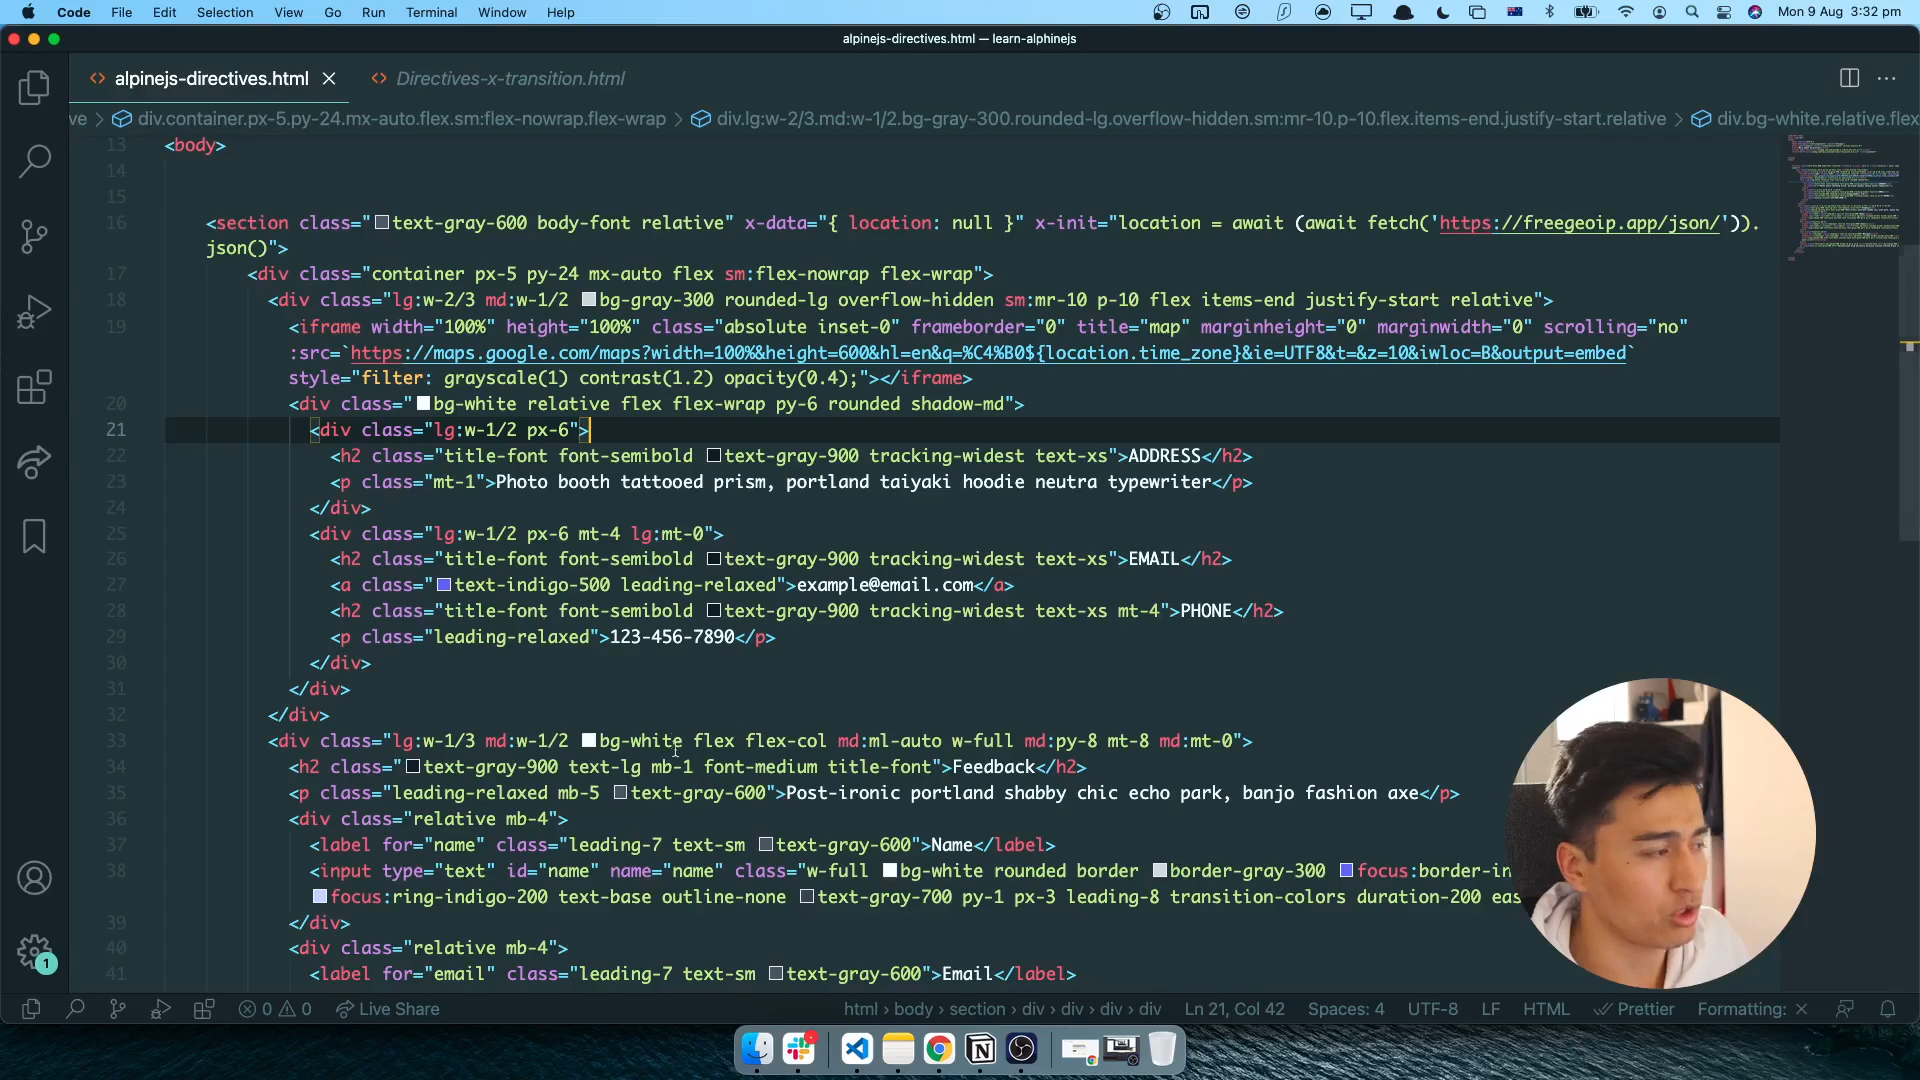 Code File Edit Selection View Go Run Terminal Window Help Mon 9 Aug 3:32 pm
alpinejs-directives.html — learn-alphinejs
alpinejs-directives.html Directives-x-transition.html
ve > div.container.px-5.py-24.mx-auto.flex.sm:flex-nowrap.flex-wrap > div.lg:w-2/3.md:w-1/2.bg-gray-300.rounded-lg.overflow-hidden.sm:mr-10.p-10.flex.items-end.justify-start.relative > div.bg-white.relative.flex
13 <body>
14
15
16 <section class="text-gray-600 body-font relative" x-data="{ location: null }" x-init="location = await (await fetch('https://freegeoip.app/json/')).
json()">
17 <div class="container px-5 py-24 mx-auto flex sm:flex-nowrap flex-wrap">
18 <div class="lg:w-2/3 md:w-1/2 bg-gray-300 rounded-lg overflow-hidden sm:mr-10 p-10 flex items-end justify-start relative">
19 <iframe width="100%" height="100%" class="absolute inset-0" frameborder="0" title="map" marginheight="0" marginwidth="0" scrolling="no"
:src=`https://maps.google.com/maps?width=100%&height=600&hl=en&q=%C4%B0${location.time_zone}&ie=UTF8&t=&z=10&iwloc=B&output=embed`
style="filter: grayscale(1) contrast(1.2) opacity(0.4);"></iframe>
20 <div class="bg-white relative flex flex-wrap py-6 rounded shadow-md">
21 <div class="lg:w-1/2 px-6">
22 <h2 class="title-font font-semibold text-gray-900 tracking-widest text-xs">ADDRESS</h2>
23 <p class="mt-1">Photo booth tattooed prism, portland taiyaki hoodie neutra typewriter</p>
24 </div>
25 <div class="lg:w-1/2 px-6 mt-4 lg:mt-0">
26 <h2 class="title-font font-semibold text-gray-900 tracking-widest text-xs">EMAIL</h2>
27 <a class="text-indigo-500 leading-relaxed">example@email.com</a>
28 <h2 class="title-font font-semibold text-gray-900 tracking-widest text-xs mt-4">PHONE</h2>
29 <p class="leading-relaxed">123-456-7890</p>
30 </div>
31 </div>
32 </div>
33 <div class="lg:w-1/3 md:w-1/2 bg-white flex flex-col md:ml-auto w-full md:py-8 mt-8 md:mt-0">
34 <h2 class="text-gray-900 text-lg mb-1 font-medium title-font">Feedback</h2>
35 <p class="leading-relaxed mb-5 text-gray-600">Post-ironic portland shabby chic echo park, banjo fashion axe</p>
36 <div class="relative mb-4">
37 <label for="name" class="leading-7 text-sm text-gray-600">Name</label>
38 <input type="text" id="name" name="name" class="w-full bg-white rounded border border-gray-300 focus:border-in
focus:ring-indigo-200 text-base outline-none text-gray-700 py-1 px-3 leading-8 transition-colors duration-200 eas
39 </div>
40 <div class="relative mb-4">
41 <label for="email" class="leading-7 text-sm text-gray-600">Email</label>
1
0 0 Live Share html > body > section > div > div > div > div Ln 21, Col 42 Spaces: 4 UTF-8 LF HTML Prettier Formatting: ×